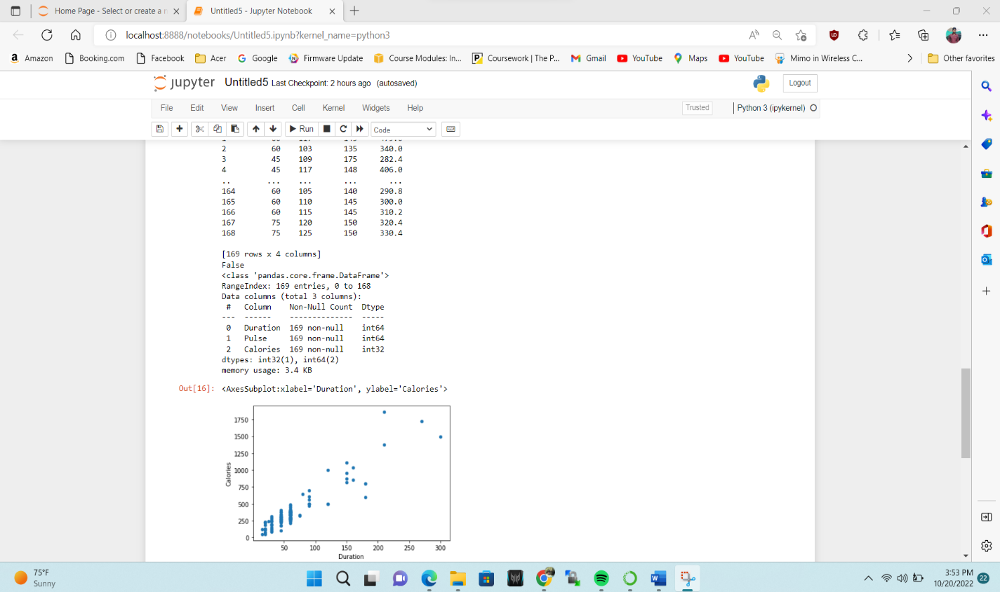 Home Page - Select or create a n
Untitled5 - Jupyter Notebook
localhost:8888/notebooks/Untitled5.ipynb?kernel_name=python3
Amazon Booking.com Facebook Acer Google Firmware Update Course Modules: In... Coursework | The P... Gmail YouTube Maps YouTube Mimo in Wireless C... Other favorites
jupyter Untitled5 Last Checkpoint: 2 hours ago (autosaved) Logout
File Edit View Insert Cell Kernel Widgets Help Trusted Python 3 (ipykernel)
Run Code
2 60 103 135 340.0
3 45 109 175 282.4
4 45 117 148 406.0
.. ... ... ... ...
164 60 105 140 290.8
165 60 110 145 300.0
166 60 115 145 310.2
167 75 120 150 320.4
168 75 125 150 330.4
[169 rows x 4 columns]
False
<class 'pandas.core.frame.DataFrame'>
RangeIndex: 169 entries, 0 to 168
Data columns (total 3 columns):
# Column Non-Null Count Dtype
--- ------ -------------- -----
0 Duration 169 non-null int64
1 Pulse 169 non-null int64
2 Calories 169 non-null int32
dtypes: int32(1), int64(2)
memory usage: 3.4 KB
Out[16]: <AxesSubplot:xlabel='Duration', ylabel='Calories'>
1750
1500
1250
1000
750
500
250
0
Calories
50 100 150 200 250 300
Duration
75°F
Sunny
3:53 PM
10/20/2022
22